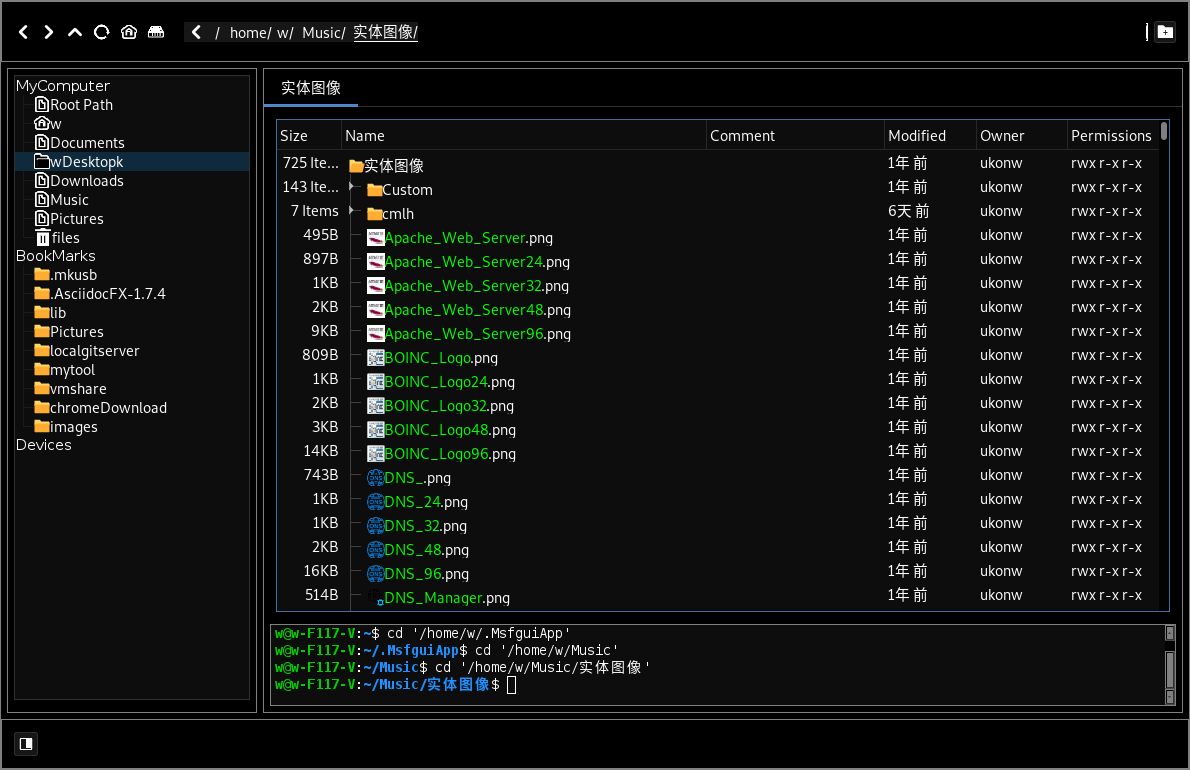 / home/ w/ Music/ 实体图像/
MyComputer
Root Path
w
Documents
wDesktopk
Downloads
Music
Pictures
files
BookMarks
.mkusb
.AsciidocFX-1.7.4
lib
Pictures
localgitserver
mytool
vmshare
chromeDownload
images
Devices
实体图像
Size Name Comment Modified Owner Permissions
725 Ite... 实体图像 1年 前 ukonw rwx r-x r-x
143 Ite... Custom 1年 前 ukonw rwx r-x r-x
7 Items cmlh 6天 前 ukonw rwx r-x r-x
495B Apache_Web_Server.png 1年 前 ukonw rwx r-x r-x
897B Apache_Web_Server24.png 1年 前 ukonw rwx r-x r-x
1KB Apache_Web_Server32.png 1年 前 ukonw rwx r-x r-x
2KB Apache_Web_Server48.png 1年 前 ukonw rwx r-x r-x
9KB Apache_Web_Server96.png 1年 前 ukonw rwx r-x r-x
809B BOINC_Logo.png 1年 前 ukonw rwx r-x r-x
1KB BOINC_Logo24.png 1年 前 ukonw rwx r-x r-x
2KB BOINC_Logo32.png 1年 前 ukonw rwx r-x r-x
3KB BOINC_Logo48.png 1年 前 ukonw rwx r-x r-x
14KB BOINC_Logo96.png 1年 前 ukonw rwx r-x r-x
743B DNS_.png 1年 前 ukonw rwx r-x r-x
1KB DNS_24.png 1年 前 ukonw rwx r-x r-x
1KB DNS_32.png 1年 前 ukonw rwx r-x r-x
2KB DNS_48.png 1年 前 ukonw rwx r-x r-x
16KB DNS_96.png 1年 前 ukonw rwx r-x r-x
514B DNS_Manager.png 1年 前 ukonw rwx r-x r-x
w@w-F117-V:~$ cd '/home/w/.MsfguiApp'
w@w-F117-V:~/.MsfguiApp$ cd '/home/w/Music'
w@w-F117-V:~/Music$ cd '/home/w/Music/实体图像'
w@w-F117-V:~/Music/实体图像$